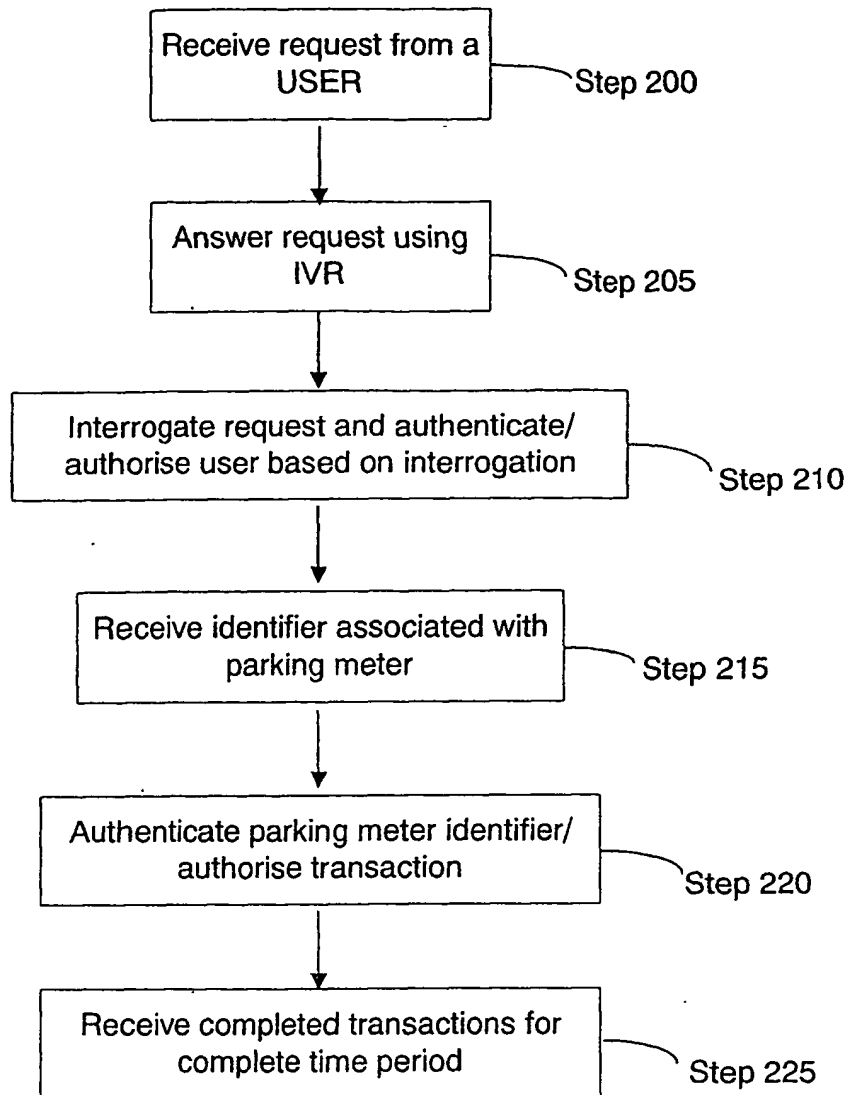 Receive request from a
USER
Step 200
Answer request using
IVR
Step 205
Interrogate request and authenticate/
authorise user based on interrogation
Step 210
Receive identifier associated with
parking meter
Step 215
Authenticate parking meter identifier/
authorise transaction
Step 220
Receive completed transactions for
complete time period
Step 225